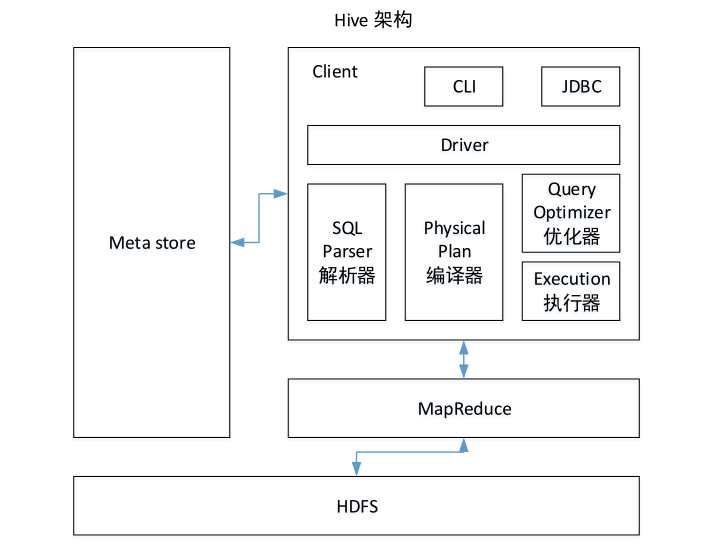 Hive 架构
Client
CLI
JDBC
Driver
Meta store
SQL
Parser
解析器
Physical
Plan
编译器
Query
Optimizer
优化器
Execution
执行器
MapReduce
HDFS